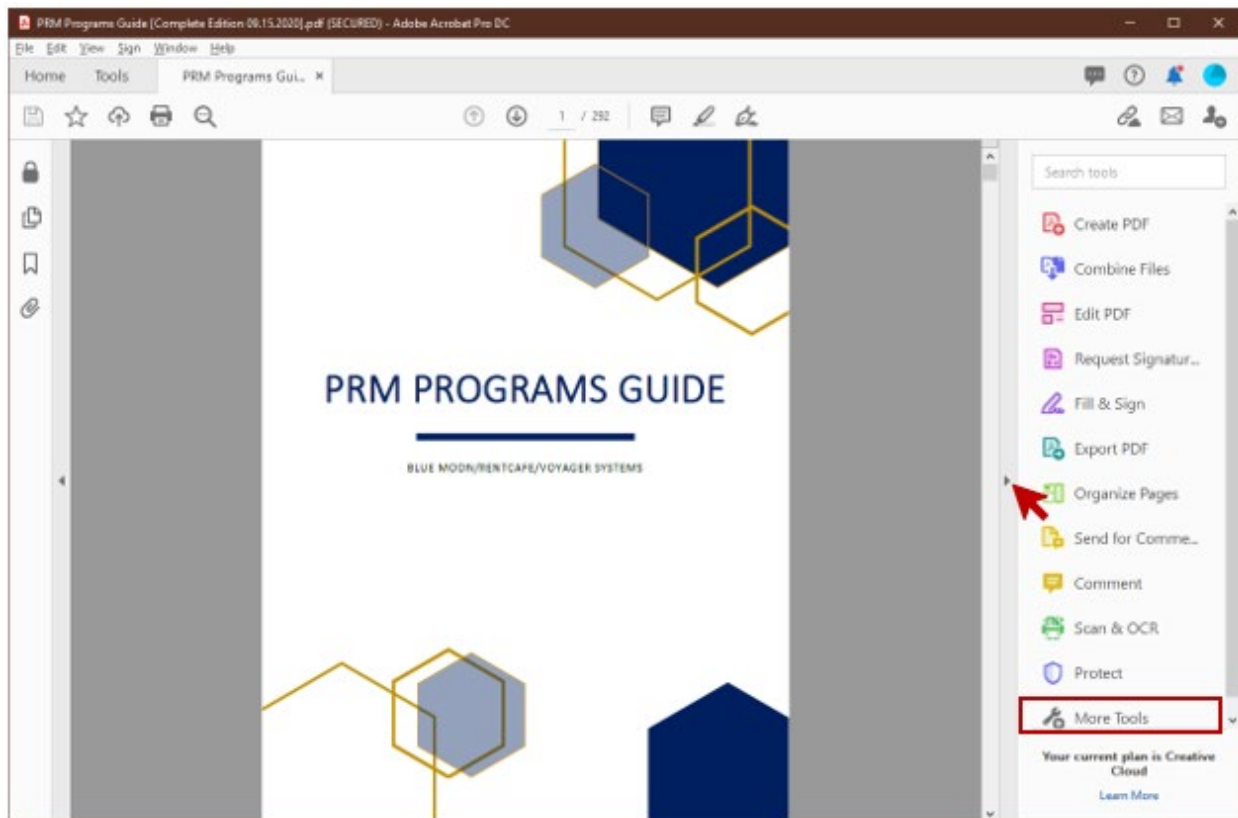 PRM Programs Guide [Complete Edition 09.15.2020].pdf (SECURED) - Adobe Acrobat Pro DC
File Edit View Sign Window Help
Home Tools PRM Programs Gui...
1 / 292
Search tools
Create PDF
Combine Files
Edit PDF
Request Signatur...
Fill & Sign
Export PDF
Organize Pages
Send for Comme...
Comment
Scan & OCR
Protect
More Tools
Your current plan is Creative
Cloud
Learn More
PRM PROGRAMS GUIDE
BLUE MOON/RENTCAFE/VOYAGER SYSTEMS